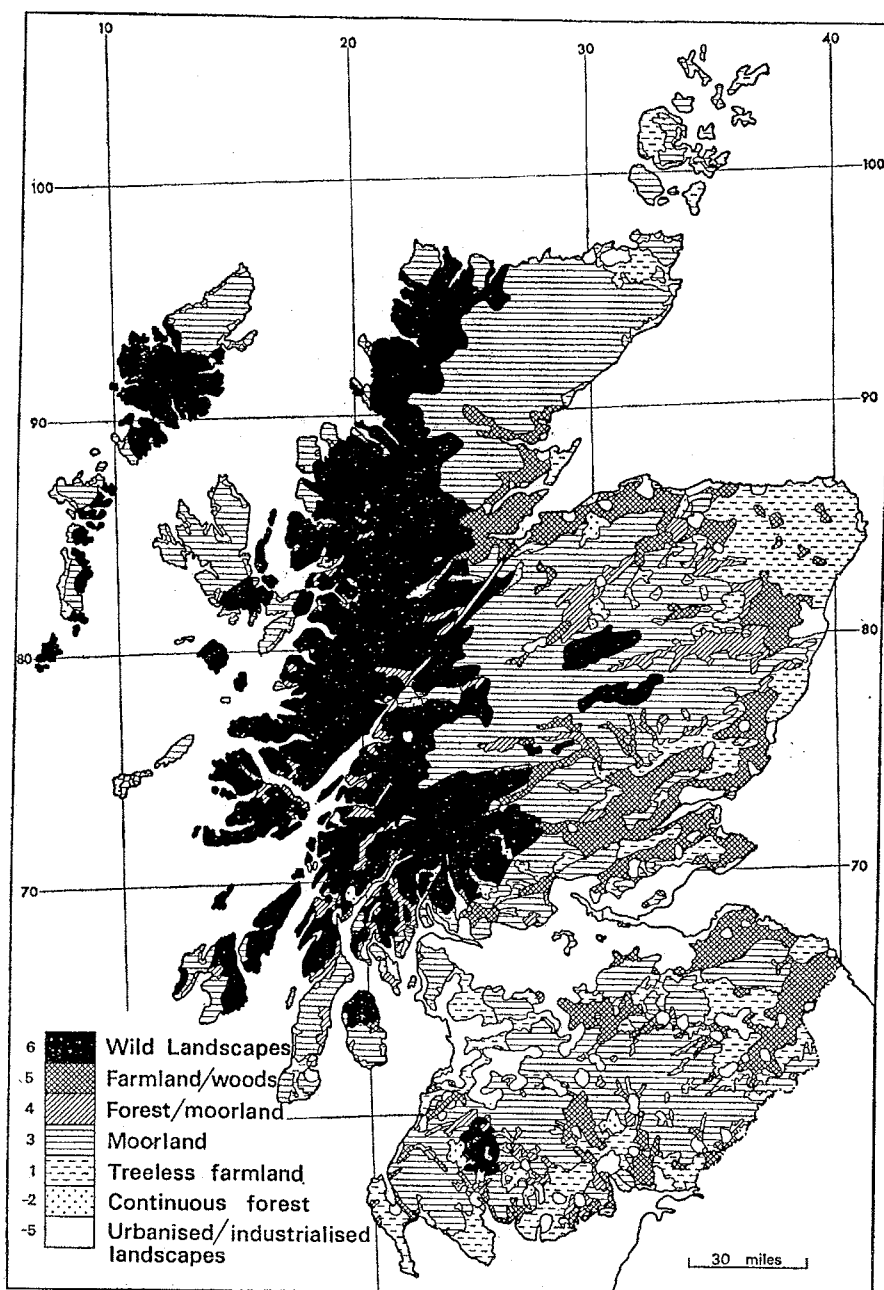 10
20
30
40
100
100
90
90
80
80
70
70
6 Wild Landscapes
5 Farmland/woods
4 Forest/moorland
3 Moorland
1 Treeless farmland
-2 Continuous forest
-5 Urbanised/industrialised
landscapes
30 miles